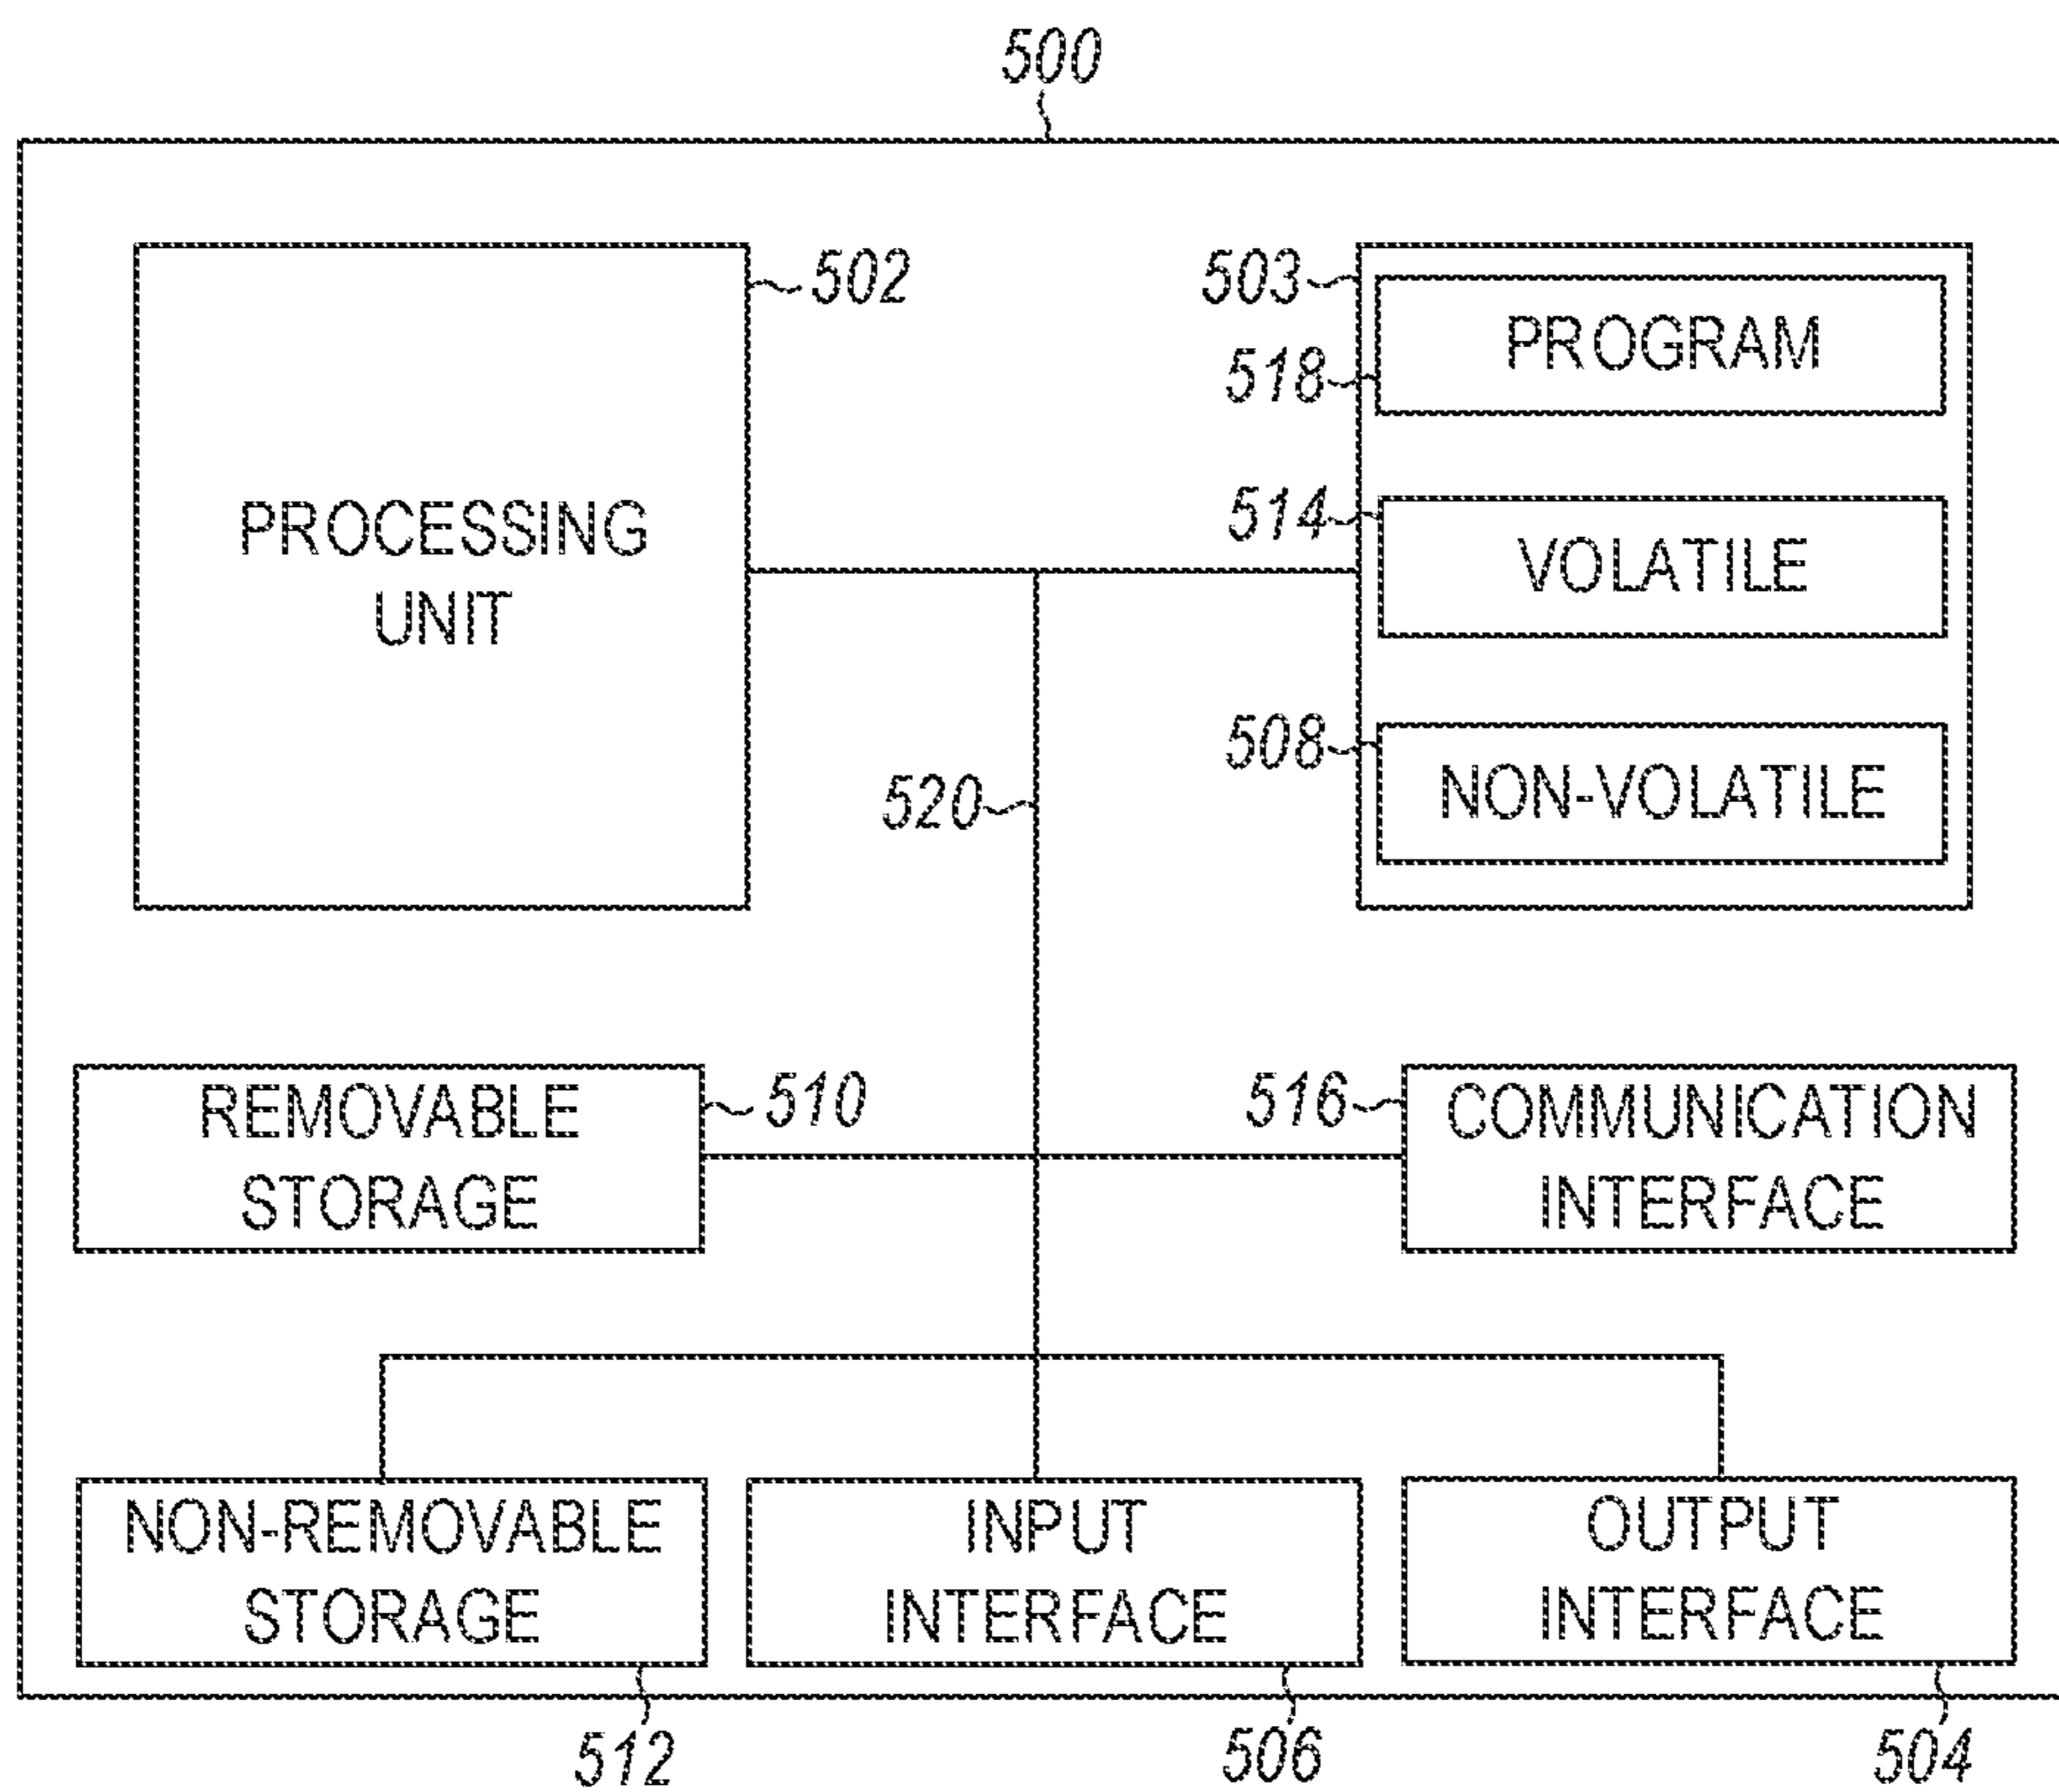 500
502
503
PROGRAM
518
514
VOLATILE
PROCESSING
UNIT
508
NON-VOLATILE
520
REMOVABLE
STORAGE
510
516
COMMUNICATION
INTERFACE
NON-REMOVABLE
STORAGE
INPUT
INTERFACE
OUTPUT
INTERFACE
512
506
504